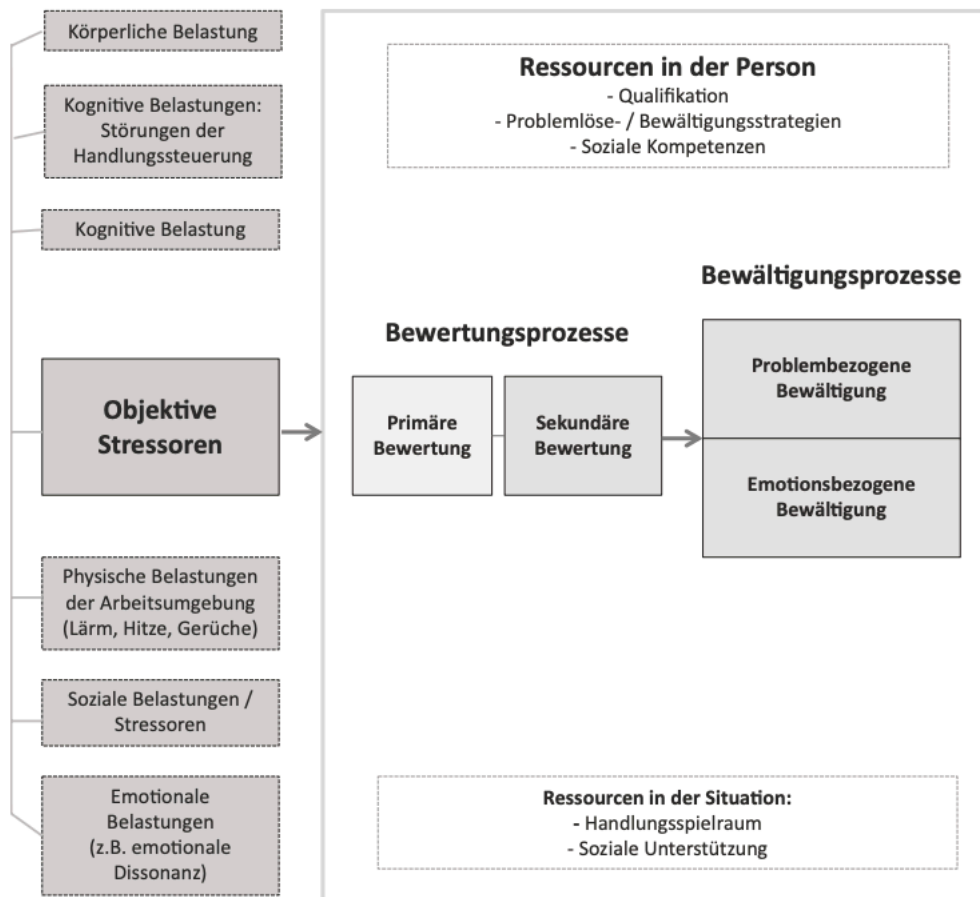 Körperliche Belastung
Kognitive Belastungen:
Störungen der
Handlungssteuerung
Kognitive Belastung
Objektive
Stressoren
Physische Belastungen
der Arbeitsumgebung
(Lärm, Hitze, Gerüche)
Soziale Belastungen /
Stressoren
Emotionale
Belastungen
(z.B. emotionale
Dissonanz)
Ressourcen in der Person
- Qualifikation
- Problemlöse- / Bewältigungsstrategien
- Soziale Kompetenzen
Bewertungsprozesse
Primäre
Bewertung
Sekundäre
Bewertung
Bewältigungsprozesse
Problembezogene
Bewältigung
Emotionsbezogene
Bewältigung
Ressourcen in der Situation:
- Handlungsspielraum
- Soziale Unterstützung